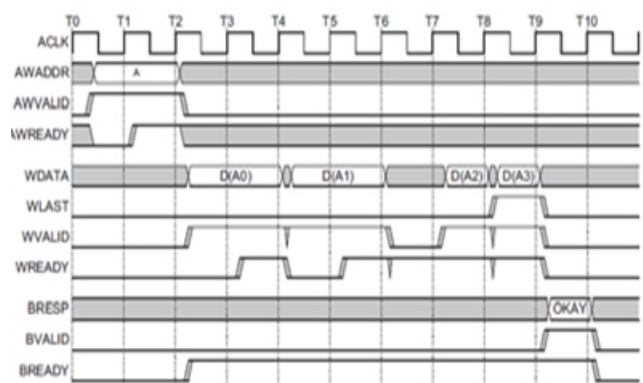 T0 T1 T2 T3 T4 T5 T6 T7 T8 T9 T10
ACLK
AWADDR A
AWVALID
AWREADY
WDATA D(A0) D(A1) D(A2) D(A3)
WLAST
WVALID
WREADY
BRESP OKAY
BVALID
BREADY